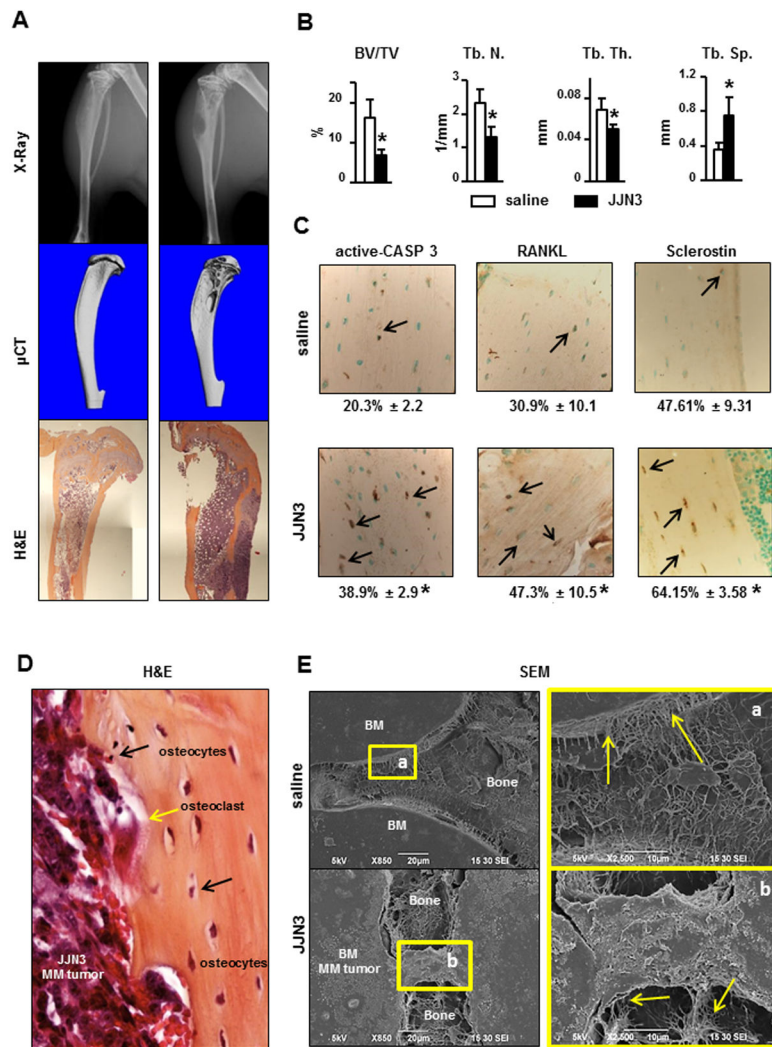 A
X-Ray
µCT
H&E
B
BV/TV
20
10
0
%
*
Tb. N.
3
2
1
0
1/mm
*
Tb. Th.
0.08
0.04
0
mm
*
Tb. Sp.
1.2
0.8
0.4
0
mm
*
saline JJN3
C
active-CASP 3 RANKL Sclerostin
saline
20.3% ± 2.2 30.9% ± 10.1 47.61% ± 9.31
JJN3
38.9% ± 2.9 * 47.3% ± 10.5 * 64.15% ± 3.58 *
D
H&E
osteocytes
osteoclast
osteocytes
JJN3
MM tumor
E
SEM
saline
BM
a
Bone
BM
5kV X850 20µm 15 30 SEI
a
5kV X2,500 10µm 15 30 SEI
JJN3
Bone
BM
MM tumor
b
Bone
5kV X850 20µm 15 30 SEI
b
5kV X2,500 10µm 15 30 SEI